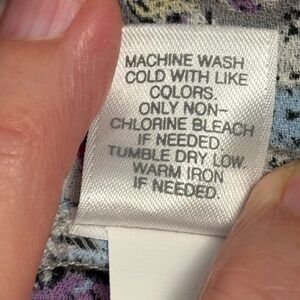 MACHINE WASH
COLD WITH LIKE
COLORS.
ONLY NON-
CHLORINE BLEACH
IF NEEDED.
TUMBLE DRY LOW.
WARM IRON
IF NEEDED.